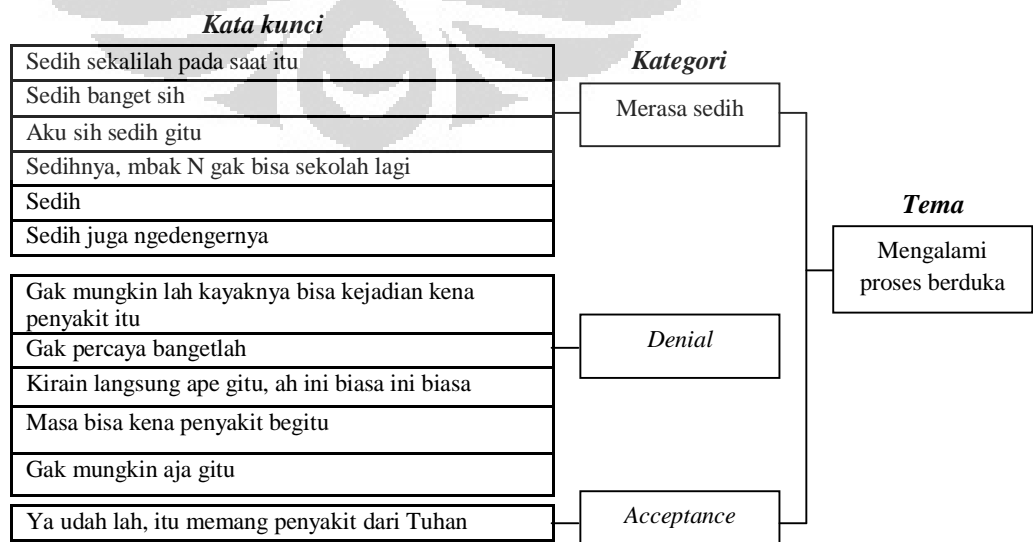 Kata kunci
Sedih sekalilah pada saat itu
Sedih banget sih
Aku sih sedih gitu
Sedihnya, mbak N gak bisa sekolah lagi
Sedih
Sedih juga ngedengernya
Gak mungkin lah kayaknya bisa kejadian kena
penyakit itu
Gak percaya bangetlah
Kirain langsung ape gitu, ah ini biasa ini biasa
Masa bisa kena penyakit begitu
Gak mungkin aja gitu
Ya udah lah, itu memang penyakit dari Tuhan
Kategori
Merasa sedih
Denial
Acceptance
Tema
Mengalami
proses berduka